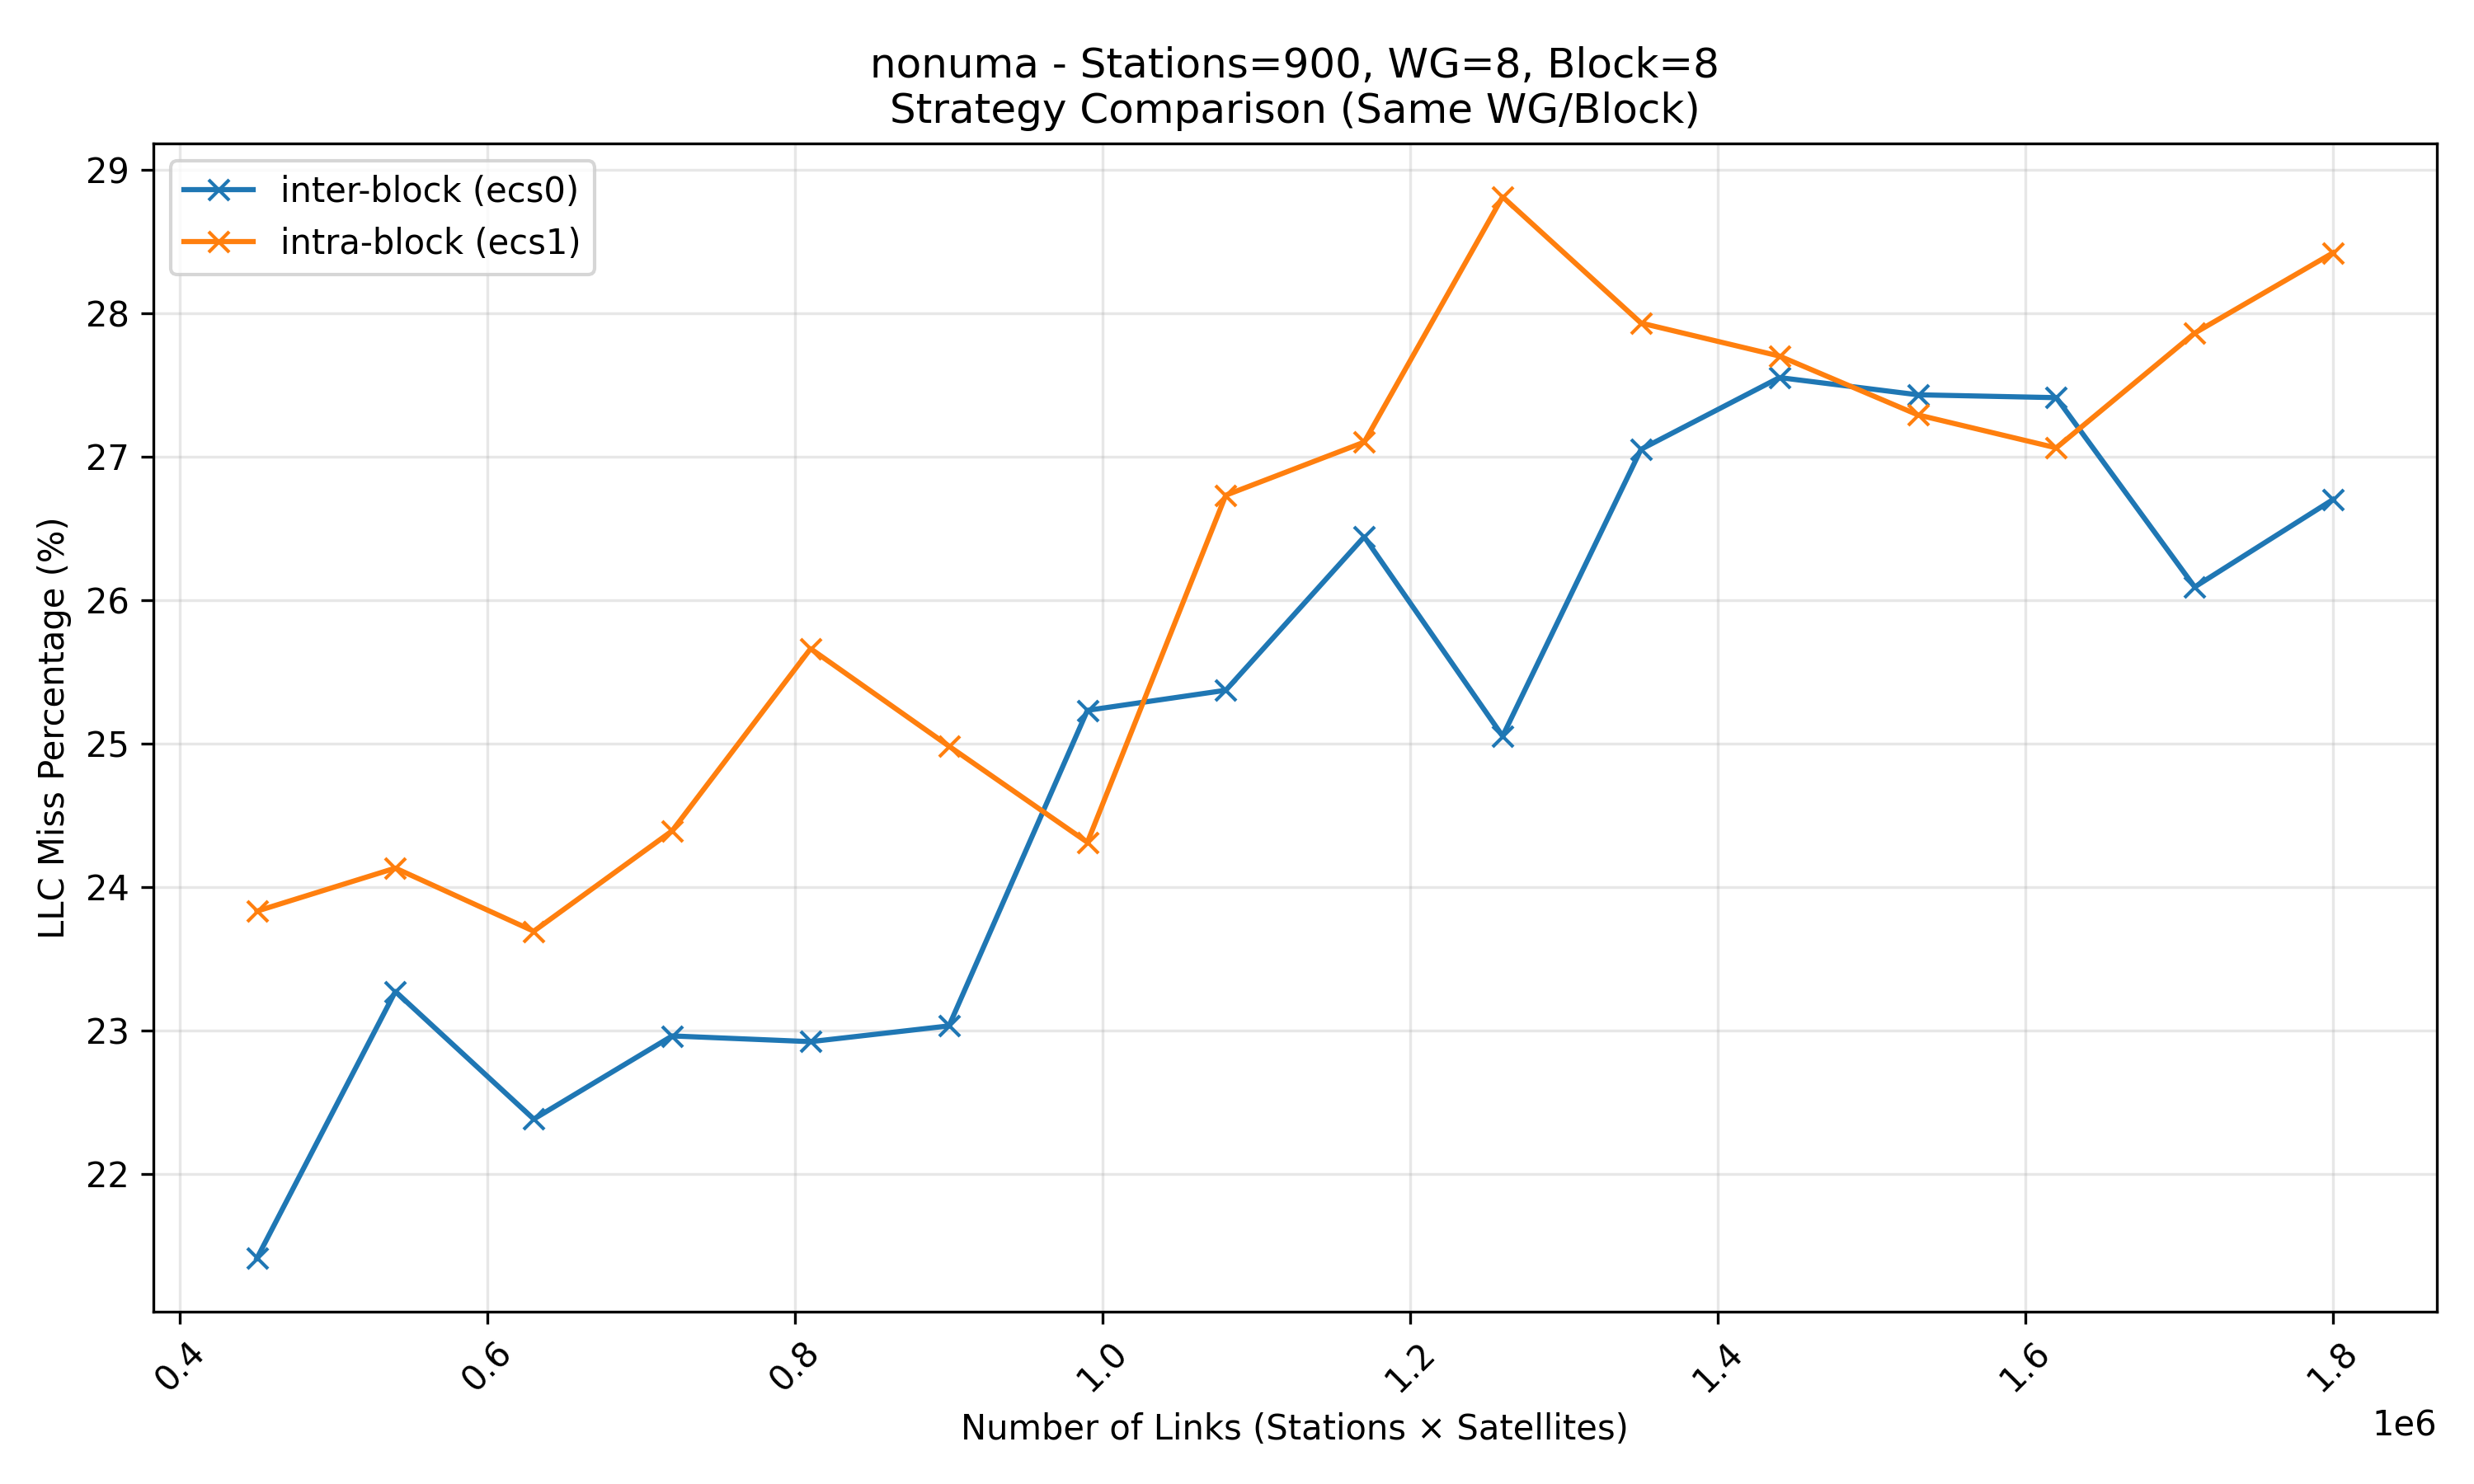 nonuma - Stations=900, WG=8, Block=8
Strategy Comparison (Same WG/Block)
inter-block (ecs0)
intra-block (ecs1)
LLC Miss Percentage (%)
29
28
27
26
25
24
23
22
0.4
0.6
0.8
1.0
1.2
1.4
1.6
1.8
1e6
Number of Links (Stations × Satellites)